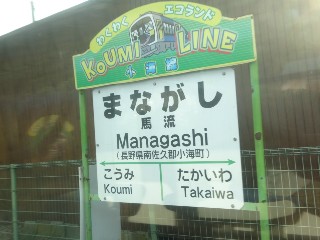 わくわくエコランド
KOUMI LINE
小海線
まながし
馬流
Managashi
(長野県南佐久郡小海町)
こうみ たかいわ
Koumi Takaiwa